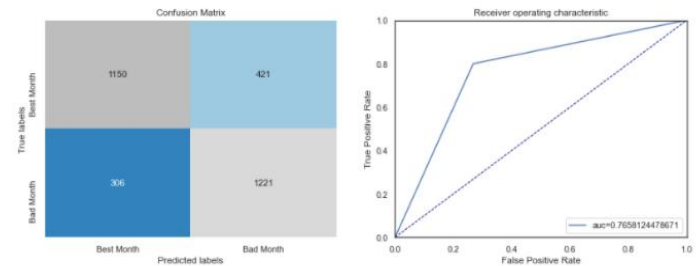 Confusion Matrix
True labels
Best Month
Bad Month
1150
421
306
1221
Best Month
Bad Month
Predicted labels
Receiver operating characteristic
True Positive Rate
1.0
0.8
0.6
0.4
0.2
0.0
auc=0.7658124478671
0.0
0.2
0.4
0.6
0.8
1.0
False Positive Rate